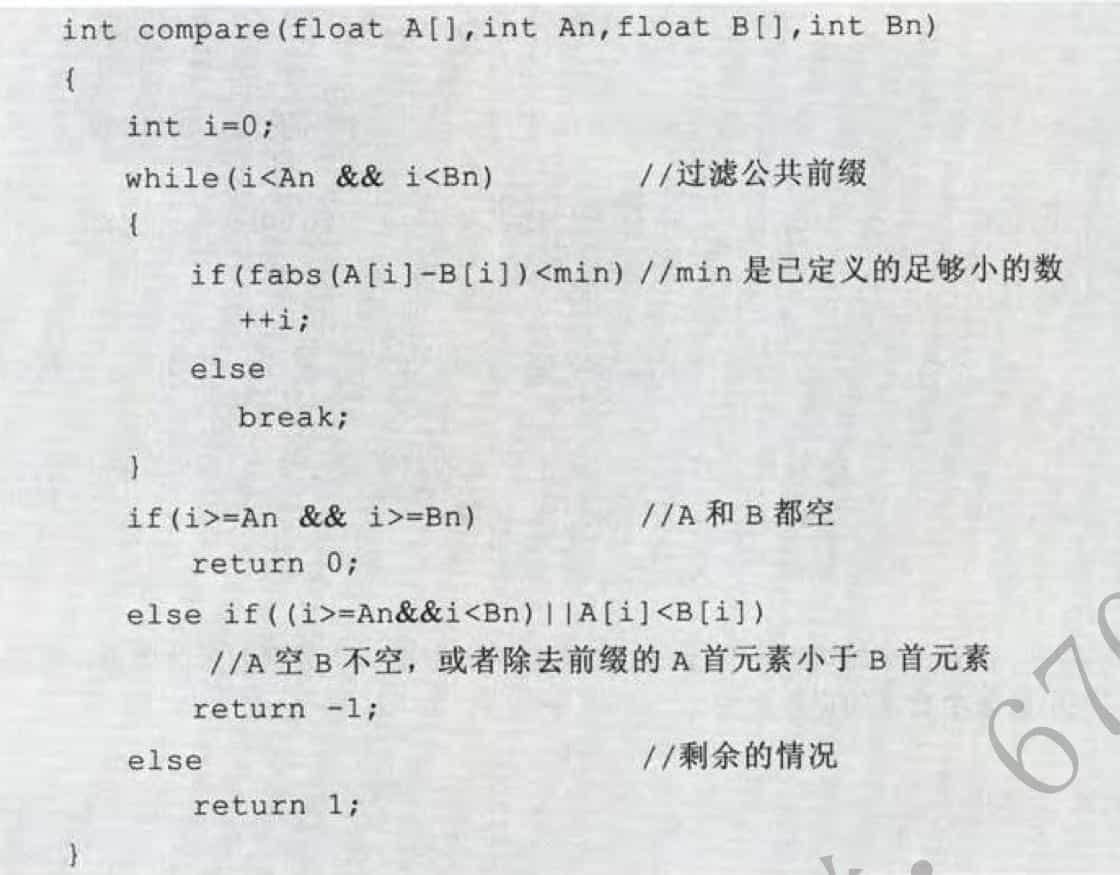 int compare(float A[],int An,float B[],int Bn)
{
int i=0;
while(i<An && i<Bn) //过滤公共前缀
{
if(fabs(A[i]-B[i])<min) //min 是已定义的足够小的数
++i;
else
break;
}
if(i>=An && i>=Bn) //A 和 B 都空
return 0;
else if((i>=An&&i<Bn)||A[i]<B[i])
//A 空 B 不空，或者除去前缀的 A 首元素小于 B 首元素
return -1;
else //剩余的情况
return 1;
}